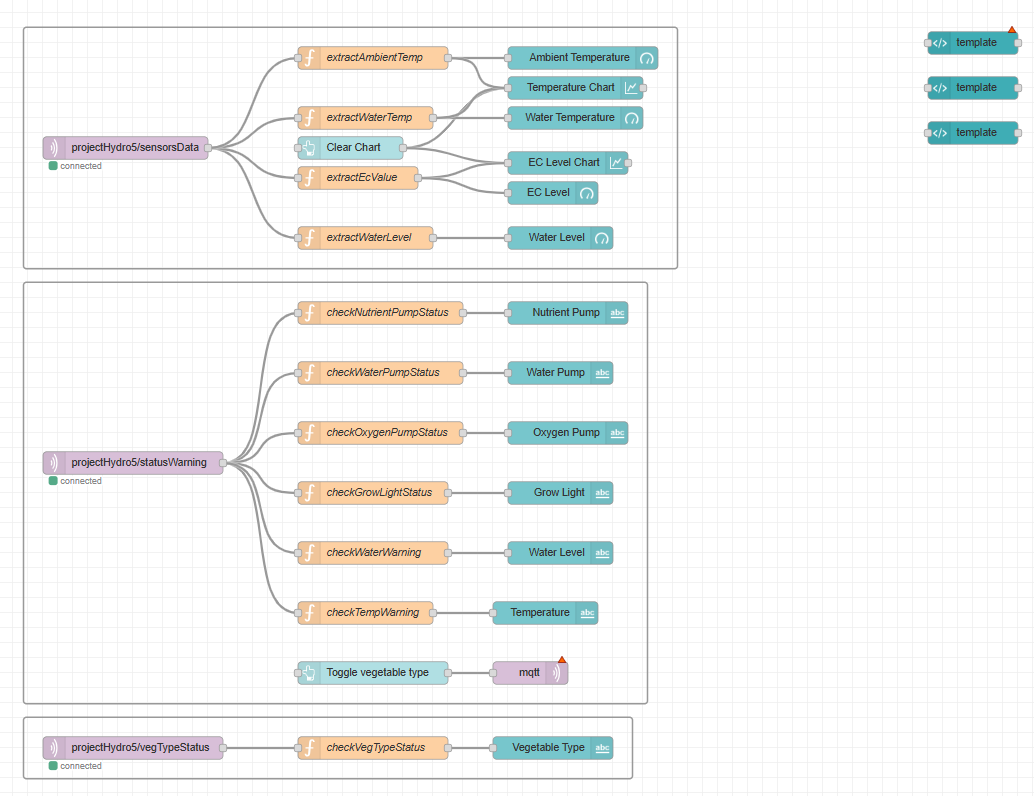 extractAmbientTemp
Ambient Temperature
template
Temperature Chart
template
extractWaterTemp
Water Temperature
template
projectHydro5/sensorsData
connected
Clear Chart
EC Level Chart
extractEcValue
EC Level
extractWaterLevel
Water Level
checkNutrientPumpStatus
Nutrient Pump
abc
checkWaterPumpStatus
Water Pump
abc
checkOxygenPumpStatus
Oxygen Pump
abc
projectHydro5/statusWarning
connected
checkGrowLightStatus
Grow Light
abc
checkWaterWarning
Water Level
abc
checkTempWarning
Temperature
abc
Toggle vegetable type
mqtt
projectHydro5/vegTypeStatus
connected
checkVegTypeStatus
Vegetable Type
abc